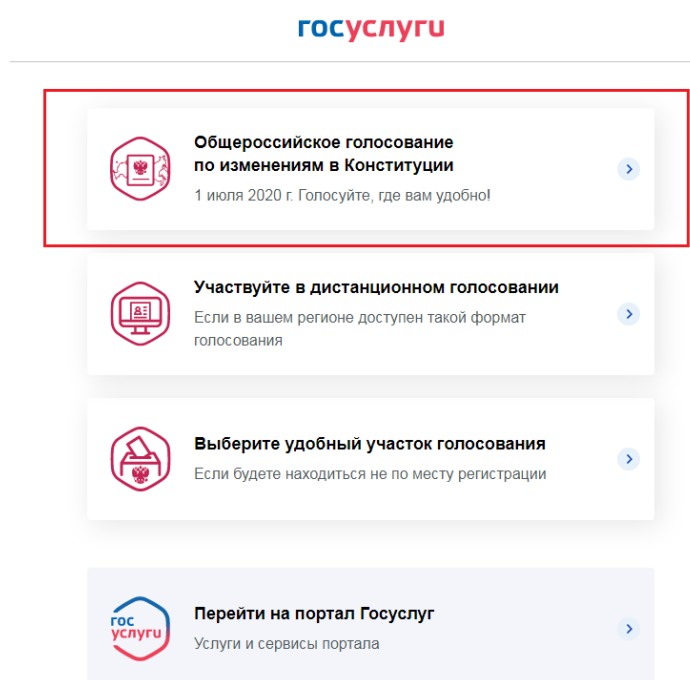 госуслуги
Общероссийское голосование
по изменениям в Конституции
1 июля 2020 г. Голосуйте, где вам удобно!
Участвуйте в дистанционном голосовании
Если в вашем регионе доступен такой формат
голосования
Выберите удобный участок голосования
Если будете находиться не по месту регистрации
гос
услуги
Перейти на портал Госуслуг
Услуги и сервисы портала